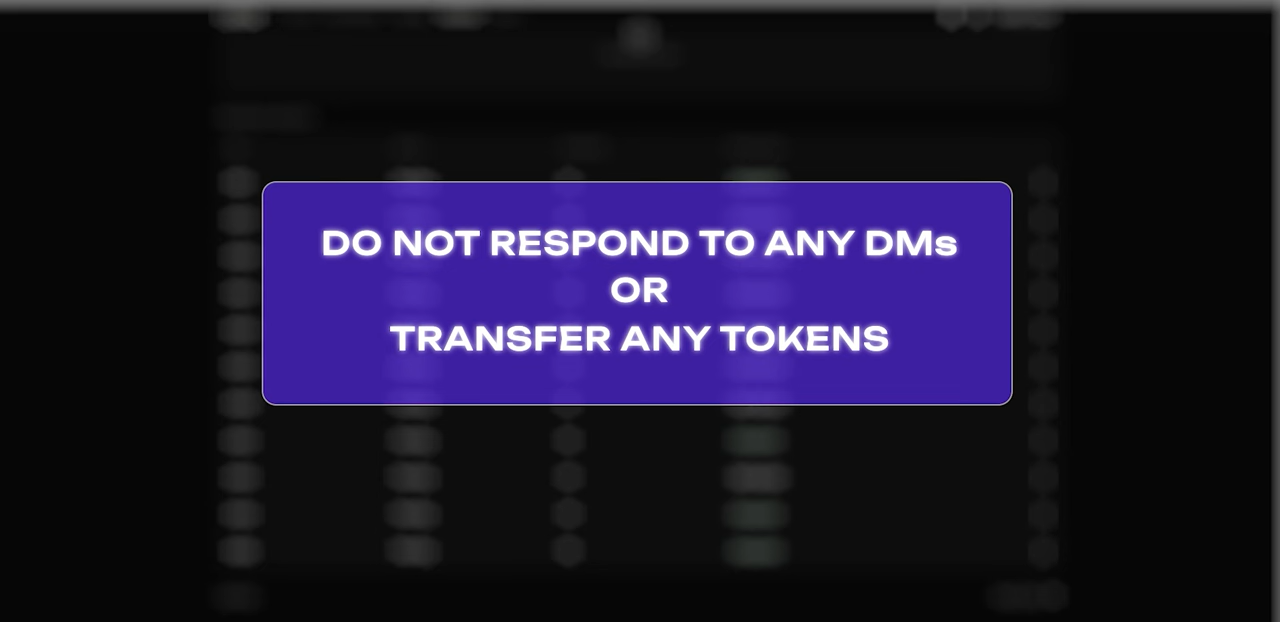 DO NOT RESPOND TO ANY DMs
OR
TRANSFER ANY TOKENS